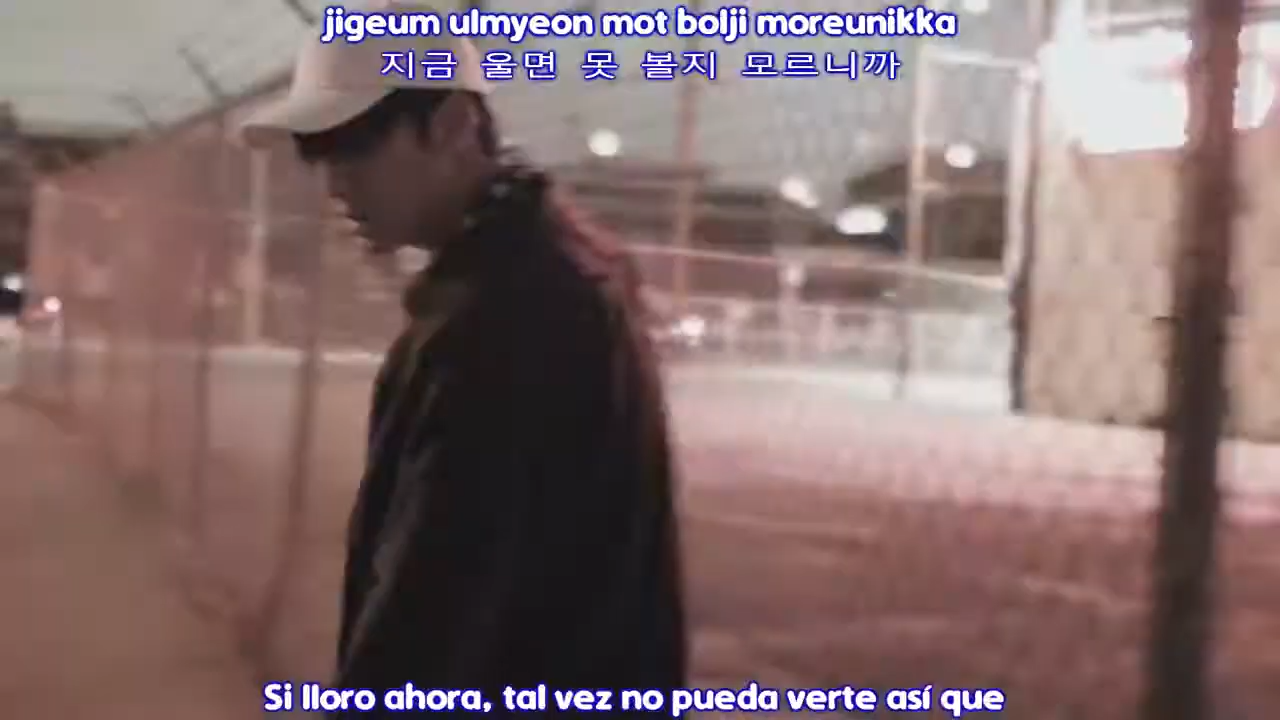 jigeum ulmyeon mot bolji moreunikka
지금 울면 못 볼지 모르니까
Si lloro ahora, tal vez no pueda verte así que